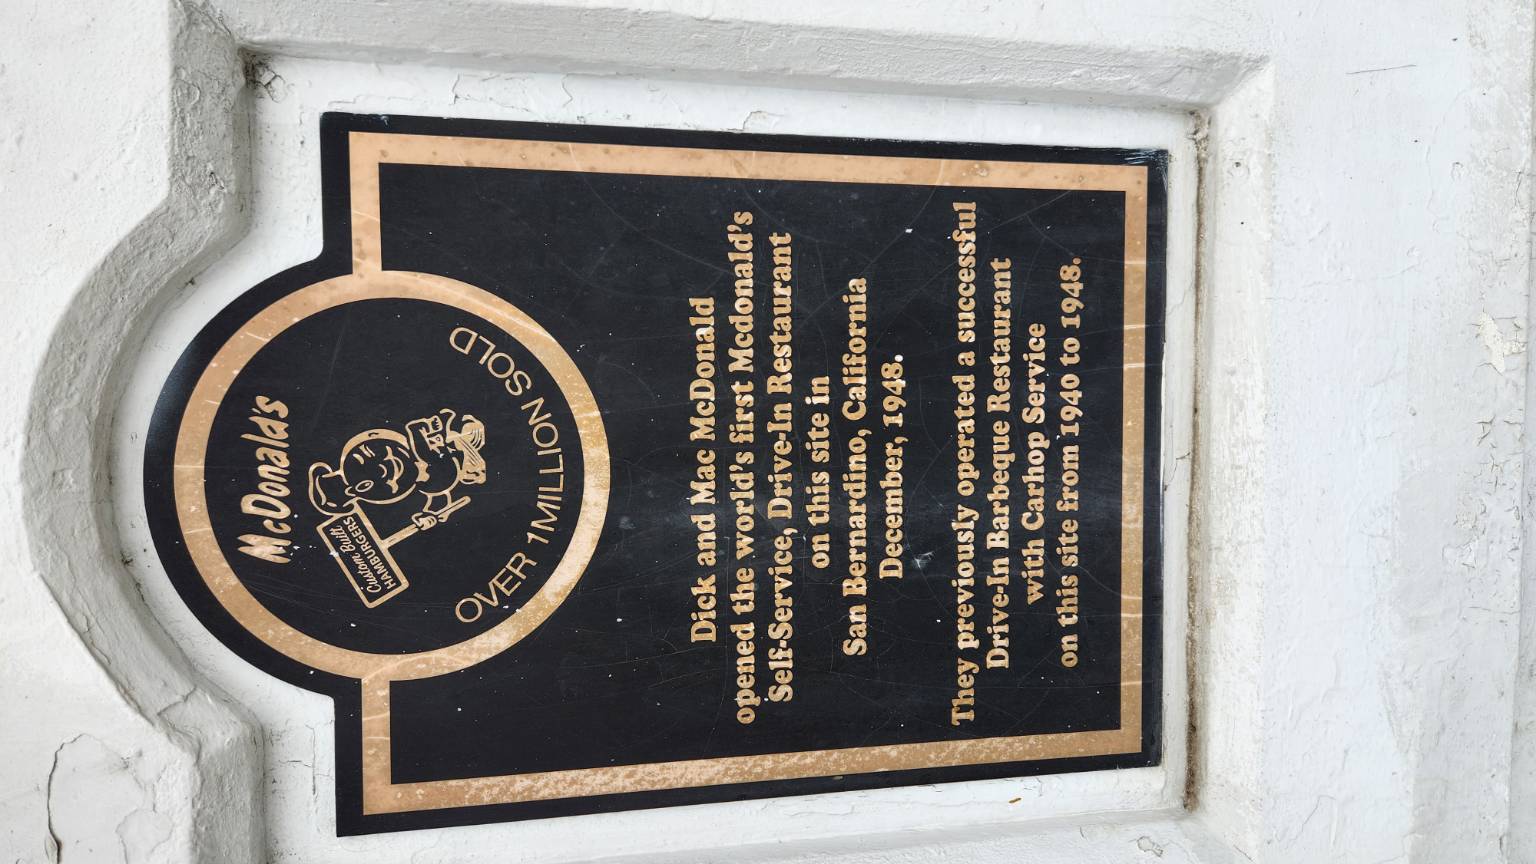 McDonald's
Custom Built
HAMBURGERS
OVER 1 MILLION SOLD
Dick and Mac McDonald
opened the world's first Mcdonald's
Self-Service, Drive-In Restaurant
on this site in
San Bernardino, California
December, 1948.
They previously operated a successful
Drive-In Barbeque Restaurant
with Carhop Service
on this site from 1940 to 1948.